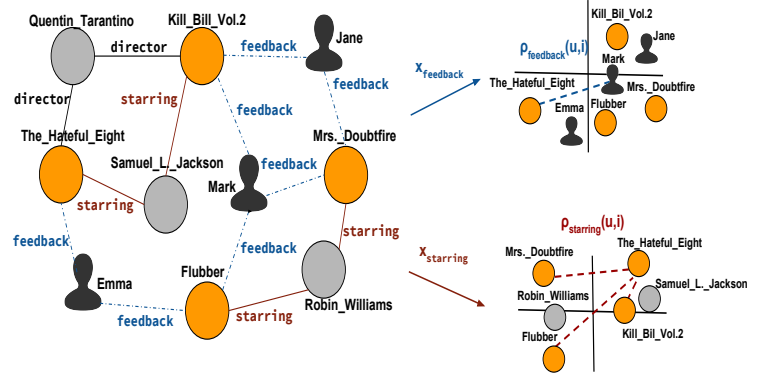 Quentin_Tarantino
Kill_Bill_Vol.2
Jane
director
feedback
director
starring
feedback
feedback
The_Hateful_Eight
Samuel_L._Jackson
Mrs._Doubtfire
feedback
Mark
starring
feedback
feedback
starring
Emma
Flubber
feedback
starring
Robin_Williams
x_feedback
x_starring
Kill_Bil_Vol.2
ρ_feedback(u,i)
Jane
Mark
The_Hateful_Eight
Mrs._Doubtfire
Emma
Flubber
ρ_starring(u,i)
Mrs._Doubtfire
The_Hateful_Eight
Samuel_L._Jackson
Robin_Williams
Flubber
Kill_Bil_Vol.2